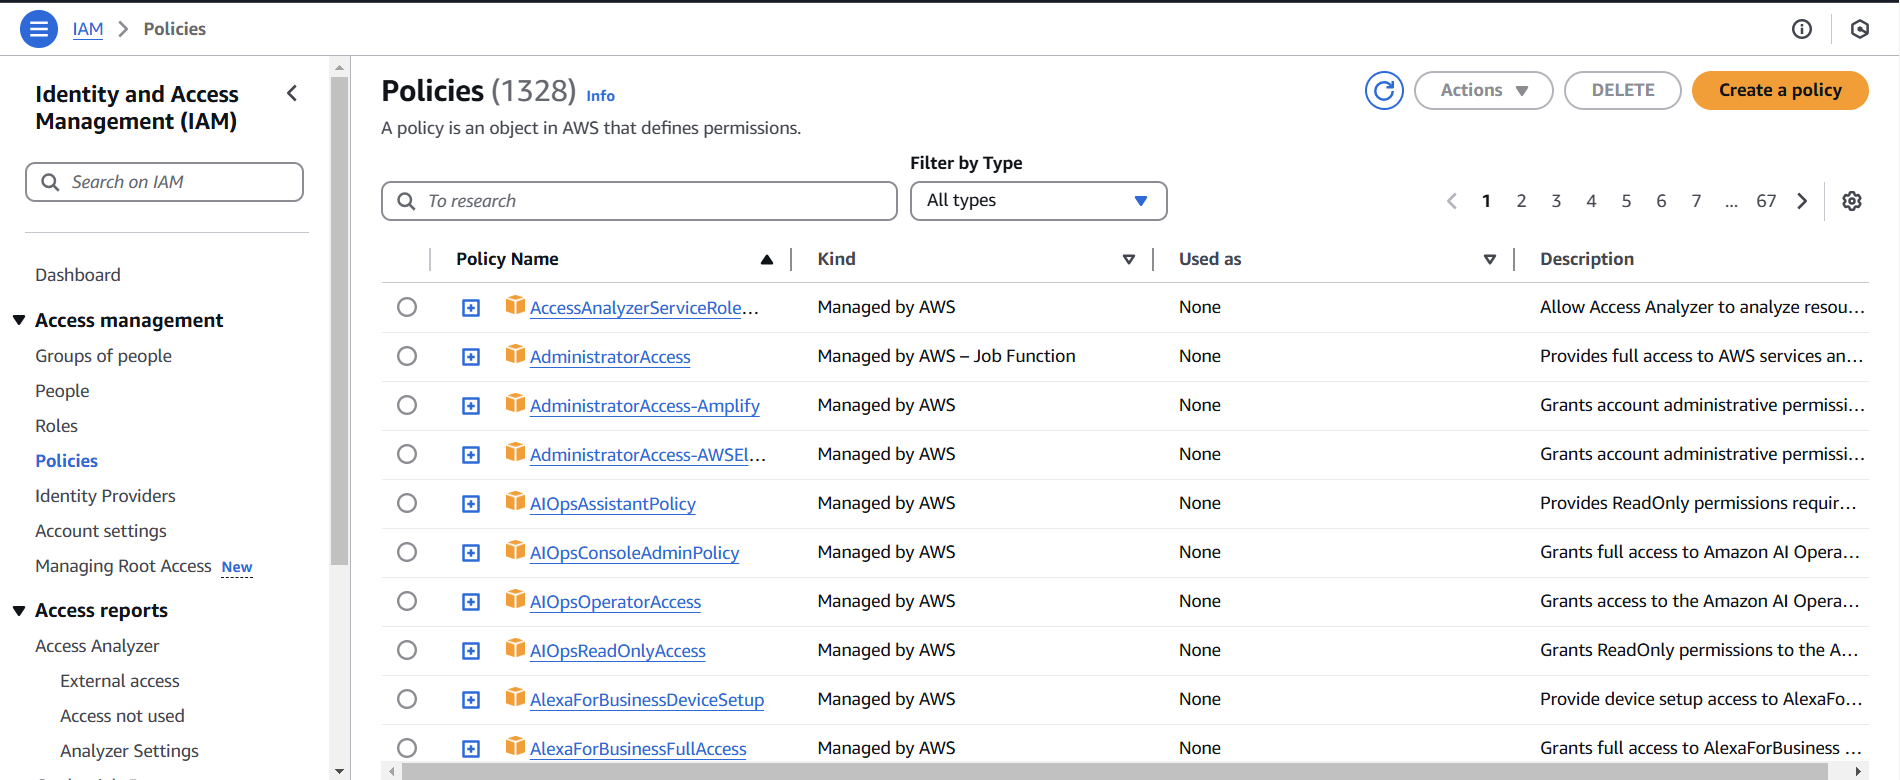 IAM > Policies
Identity and Access
Management (IAM)
Search on IAM
Dashboard
Access management
Groups of people
People
Roles
Policies
Identity Providers
Account settings
Managing Root Access New
Access reports
Access Analyzer
External access
Access not used
Analyzer Settings
Policies (1328) Info
A policy is an object in AWS that defines permissions.
Actions
DELETE
Create a policy
Filter by Type
To research
All types
1 2 3 4 5 6 7 ... 67
Policy Name Kind Used as Description
AccessAnalyzerServiceRole... Managed by AWS None Allow Access Analyzer to analyze resou...
AdministratorAccess Managed by AWS – Job Function None Provides full access to AWS services an...
AdministratorAccess-Amplify Managed by AWS None Grants account administrative permissi...
AdministratorAccess-AWSEl... Managed by AWS None Grants account administrative permissi...
AIOpsAssistantPolicy Managed by AWS None Provides ReadOnly permissions requir...
AIOpsConsoleAdminPolicy Managed by AWS None Grants full access to Amazon AI Opera...
AIOpsOperatorAccess Managed by AWS None Grants access to the Amazon AI Opera...
AIOpsReadOnlyAccess Managed by AWS None Grants ReadOnly permissions to the A...
AlexaForBusinessDeviceSetup Managed by AWS None Provide device setup access to AlexaFo...
AlexaForBusinessFullAccess Managed by AWS None Grants full access to AlexaForBusiness ...